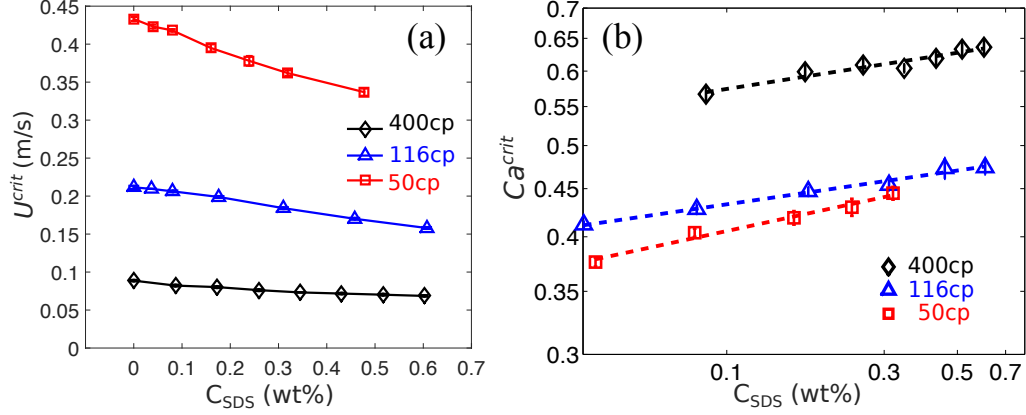 (a)
0.45
0.4
0.35
0.3
0.25
0.2
0.15
0.1
0.05
0
U^crit (m/s)
400cp
116cp
50cp
0 0.1 0.2 0.3 0.4 0.5 0.6 0.7
C_SDS (wt%)
(b)
0.7
0.65
0.6
0.55
0.5
0.45
0.4
0.35
0.3
Ca^crit
400cp
116cp
50cp
0.1 0.3 0.5 0.7
C_SDS (wt%)